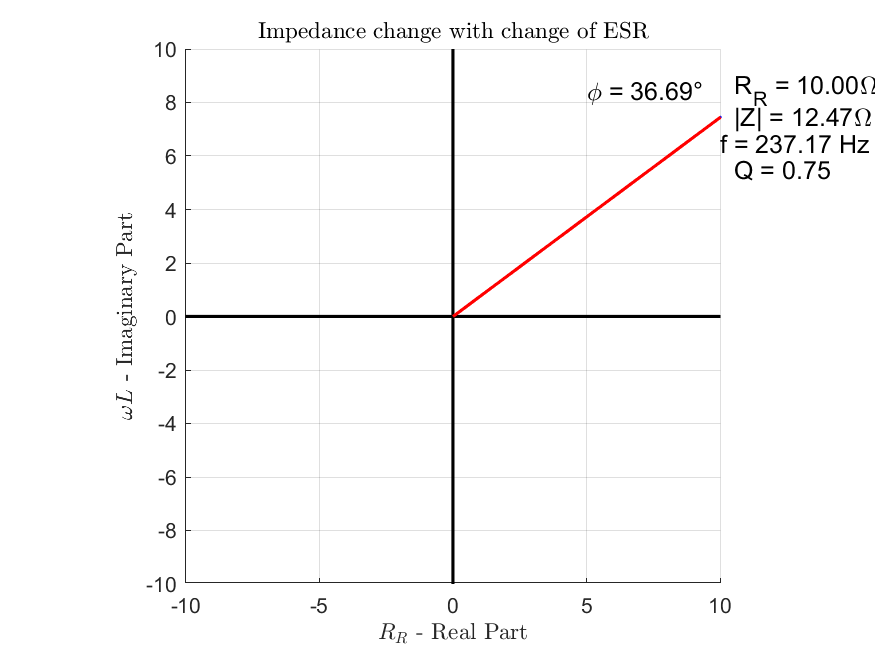 Impedance change with change of ESR
ϕ = 36.69°
R_R = 10.00Ω
|Z| = 12.47Ω
f = 237.17 Hz
Q = 0.75
10
8
6
4
2
0
-2
-4
-6
-8
-10
ωL - Imaginary Part
-10
-5
0
5
10
R_R - Real Part